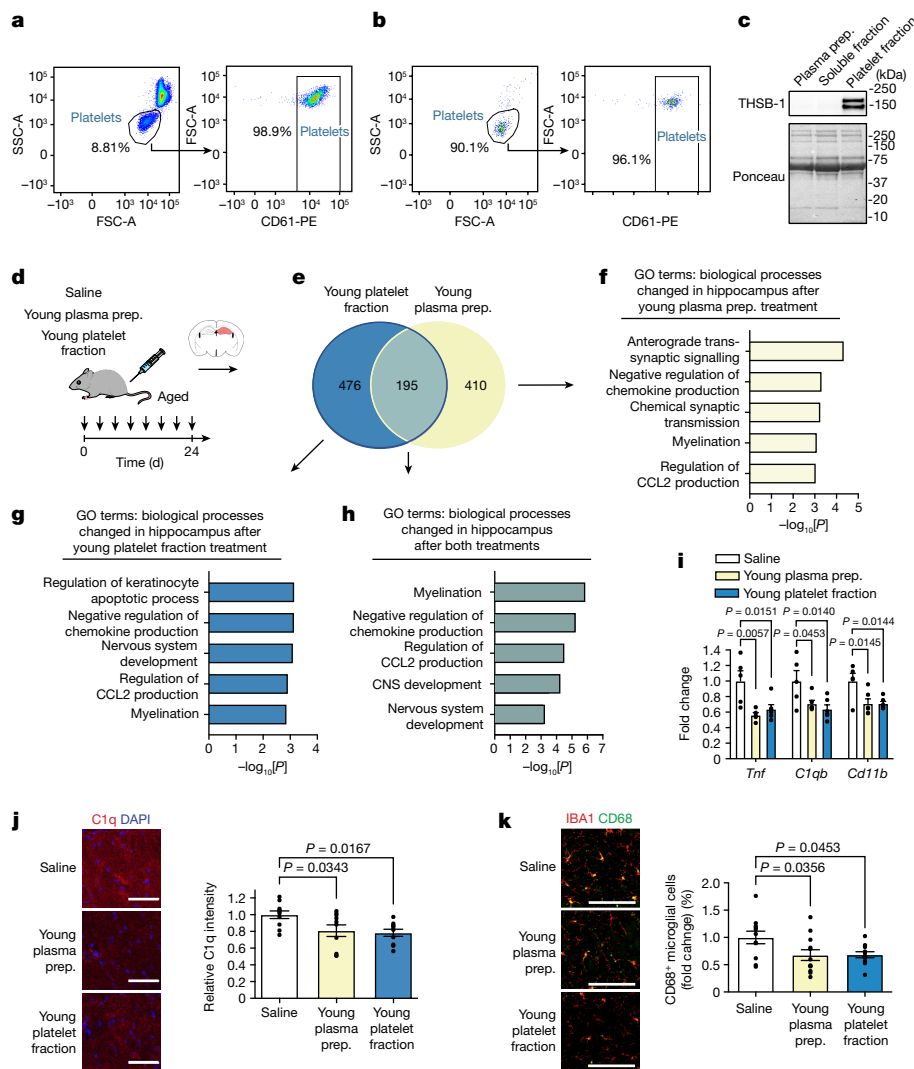 a
10⁵
10⁴
10³
0
−10³
SSC-A
Platelets
8.81%
−10³
0
10³
10⁴
10⁵
FSC-A
10⁵
10⁴
10³
0
−10³
FSC-A
98.9%
Platelets
−10³
0
10³
10⁴
10⁵
CD61-PE
b
10⁵
10⁴
10³
0
−10³
SSC-A
Platelets
90.1%
−10³
0
10³
10⁴
10⁵
FSC-A
10⁵
10⁴
10³
0
−10³
FSC-A
96.1%
Platelets
−10³
0
10³
10⁴
10⁵
CD61-PE
c
Plasma prep.
Soluble fraction
Platelet fraction
(kDa)
THSB-1
-250
-150
Ponceau
-250
-150
-75
-37
-20
-10
d
Saline
Young plasma prep.
Young platelet
fraction
Aged
0
24
Time (d)
e
Young platelet
fraction
Young
plasma prep.
476
195
410
f
GO terms: biological processes
changed in hippocampus after
young plasma prep. treatment
Anterograde trans-
synaptic signalling
Negative regulation of
chemokine production
Chemical synaptic
transmission
Myelination
Regulation of
CCL2 production
0 1 2 3 4 5
−log₁₀[P]
g
GO terms: biological processes
changed in hippocampus after
young platelet fraction treatment
Regulation of keratinocyte
apoptotic process
Negative regulation of
chemokine production
Nervous system
development
Regulation of
CCL2 production
Myelination
0 1 2 3 4
−log₁₀[P]
h
GO terms: biological processes
changed in hippocampus
after both treatments
Myelination
Negative regulation of
chemokine production
Regulation of
CCL2 production
CNS development
Nervous system
development
0 1 2 3 4 5 6 7
−log₁₀[P]
i
Saline
Young plasma prep.
Young platelet fraction
P = 0.0151
P = 0.0057
P = 0.0140
P = 0.0453
P = 0.0144
P = 0.0145
1.4
1.2
1.0
0.8
0.6
0.4
0.2
0
Fold change
Tnf
C1qb
Cd11b
j
C1q DAPI
Saline
Young
plasma
prep.
Young
platelet
fraction
P = 0.0167
P = 0.0343
1.2
1.0
0.8
0.6
0.4
0.2
0
Relative C1q intensity
Saline
Young
plasma
prep.
Young
platelet
fraction
k
IBA1 CD68
Saline
Young
plasma
prep.
Young
platelet
fraction
P = 0.0453
P = 0.0356
2.0
1.5
1.0
0.5
0
CD68⁺ microglial cells
(fold cahnge) (%)
Saline
Young
plasma
prep.
Young
platelet
fraction